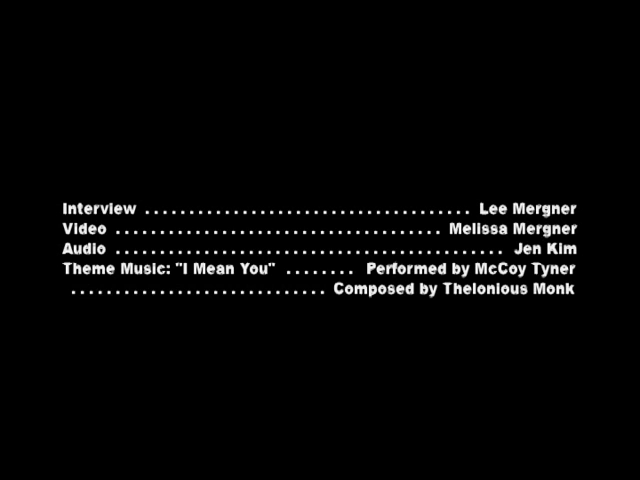 Interview ..................................... Lee Mergner
Video ..................................... Melissa Mergner
Audio ............................................ Jen Kim
Theme Music: "I Mean You" ........ Performed by McCoy Tyner
............................. Composed by Thelonious Monk